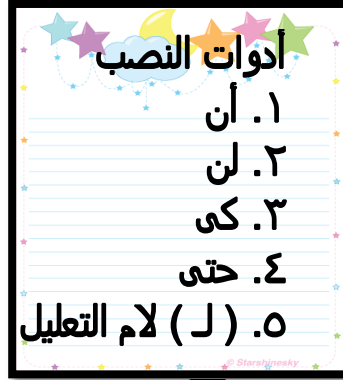 أدوات النصب
١. أن
٢. لن
٣. كى
٤. حتى
٥. ( لـ ) لام التعليل
© Starshinesky